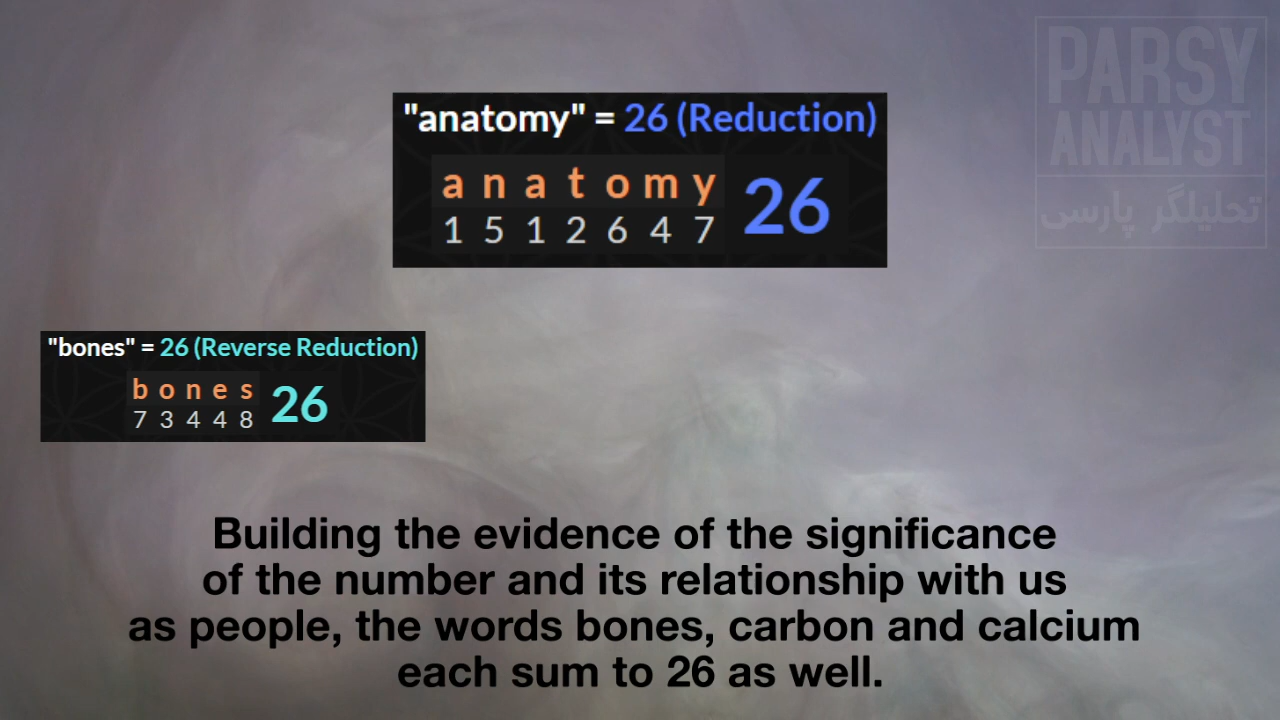 PARSY
ANALYST
تحلیلگر پارسی
"anatomy" = 26 (Reduction)
a n a t o m y 26
1 5 1 2 6 4 7
"bones" = 26 (Reverse Reduction)
b o n e s 26
7 3 4 4 8
Building the evidence of the significance
of the number and its relationship with us
as people, the words bones, carbon and calcium
each sum to 26 as well.